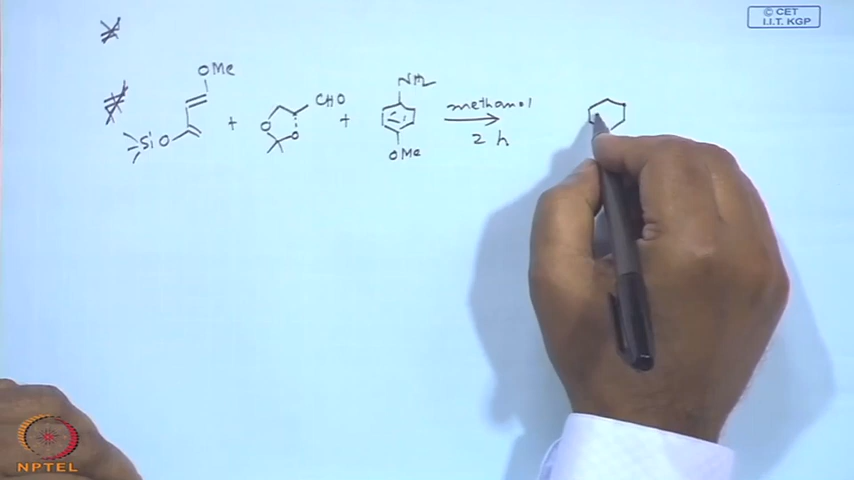 © CET
I.I.T. KGP
OMe
Si O
+
O
O
CHO
+
NH2
OMe
methanol
2 h
NPTEL